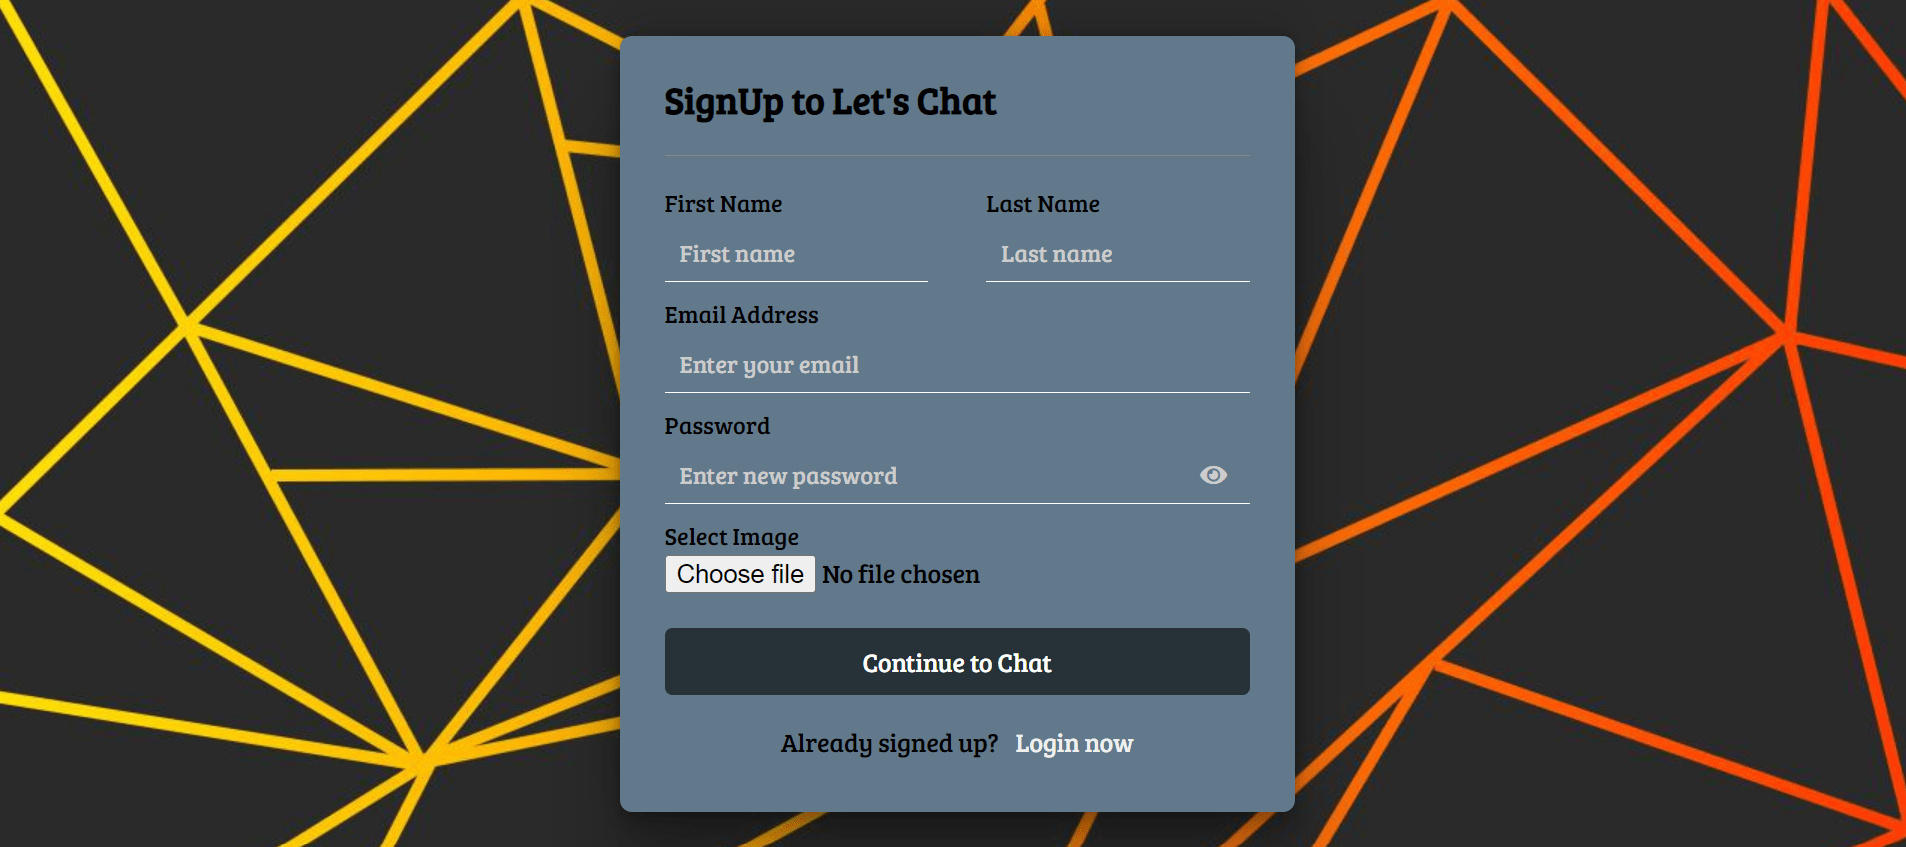 SignUp to Let's Chat
First Name Last Name
First name Last name
Email Address
Enter your email
Password
Enter new password
Select Image
Choose file No file chosen
Continue to Chat
Already signed up? Login now